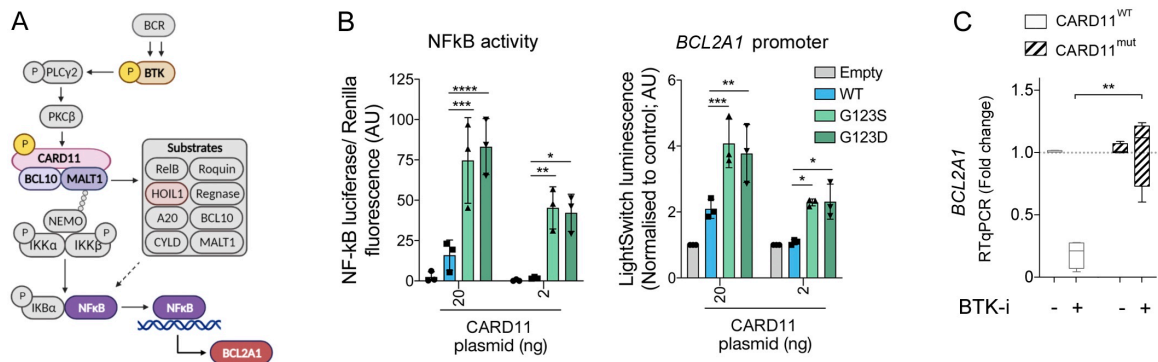 A
BCR
P
PLCγ2
P
BTK
PKCβ
P
CARD11
BCL10
MALT1
Substrates
RelB
Roquin
HOIL1
Regnase
A20
BCL10
CYLD
MALT1
NEMO
P
IKKα
IKKβ
P
P
IKBα
NFκB
NFκB
BCL2A1
B
NFkB activity
NF-kB luciferase/ Renilla
fluorescence (AU)
125
100
75
50
25
0
****
***
*
**
20
2
CARD11
plasmid (ng)
BCL2A1 promoter
LightSwitch luminescence
(Normalised to control; AU)
6
4
2
0
**
***
*
*
20
2
CARD11
plasmid (ng)
Empty
WT
G123S
G123D
C
CARD11WT
CARD11mut
BCL2A1
RTqPCR (Fold change)
1.5
1.0
0.5
0
**
BTK-i - + - +